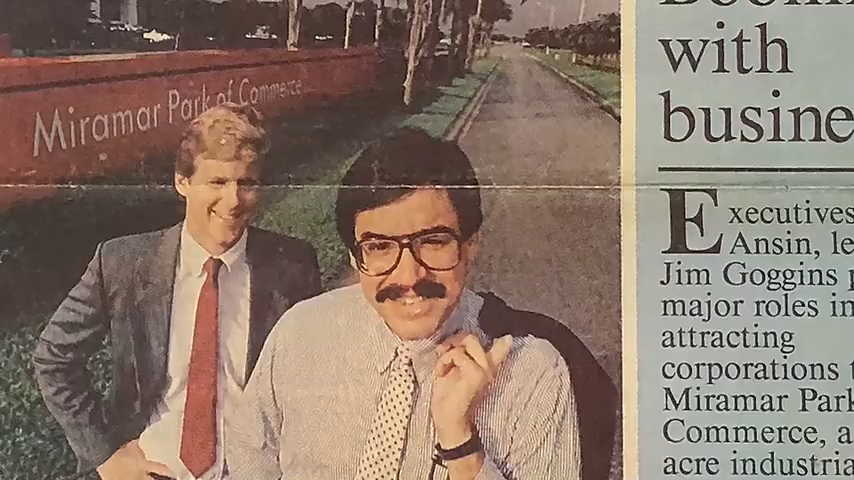 Miramar Park of Commerce
with
busine
Executives
Ansin, le
Jim Goggins p
major roles in
attracting
corporations t
Miramar Park
Commerce, a
acre industria